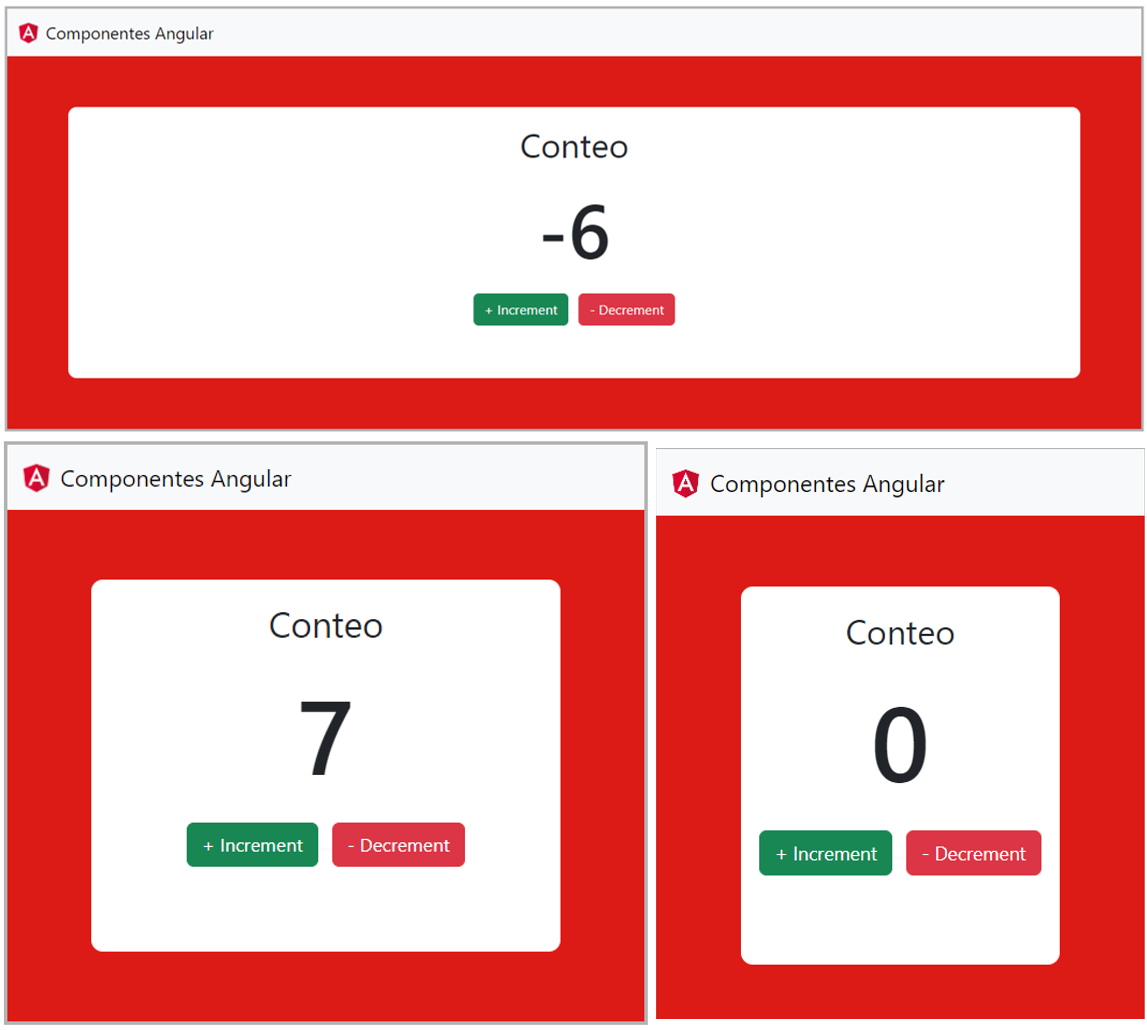 Componentes Angular
Conteo
-6
+ Increment - Decrement
Componentes Angular
Conteo
7
+ Increment - Decrement
Componentes Angular
Conteo
0
+ Increment - Decrement